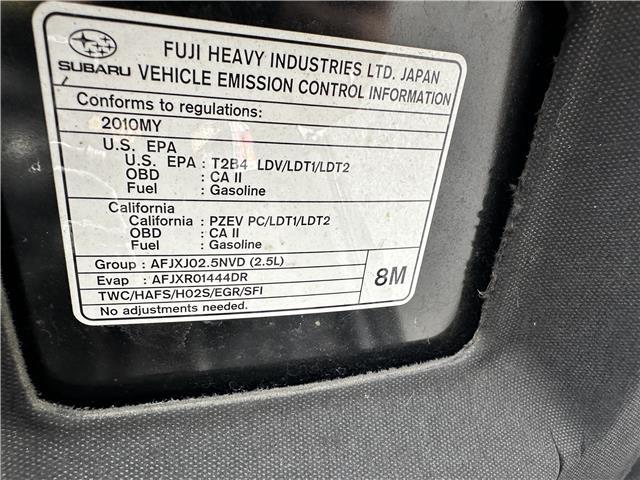 FUJI HEAVY INDUSTRIES LTD. JAPAN
SUBARU VEHICLE EMISSION CONTROL INFORMATION
Conforms to regulations:
2010MY
U.S. EPA
U.S. EPA : T2B4 LDV/LDT1/LDT2
OBD : CA II
Fuel : Gasoline
California
California : PZEV PC/LDT1/LDT2
OBD : CA II
Fuel : Gasoline
Group : AFJXJ02.5NVD (2.5L)
Evap : AFJXR01444DR
TWC/HAFS/HO2S/EGR/SFI
No adjustments needed.
8M